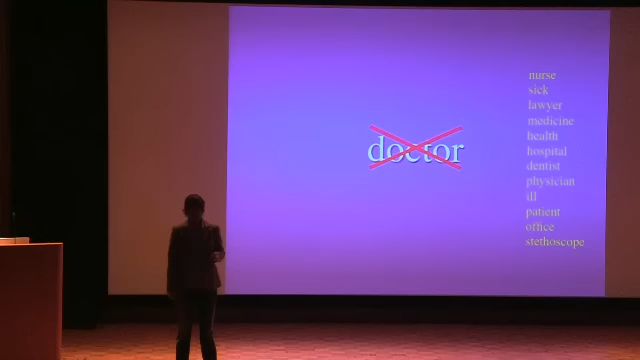 doctor
nurse
sick
lawyer
medicine
health
hospital
dentist
physician
ill
patient
office
stethoscope